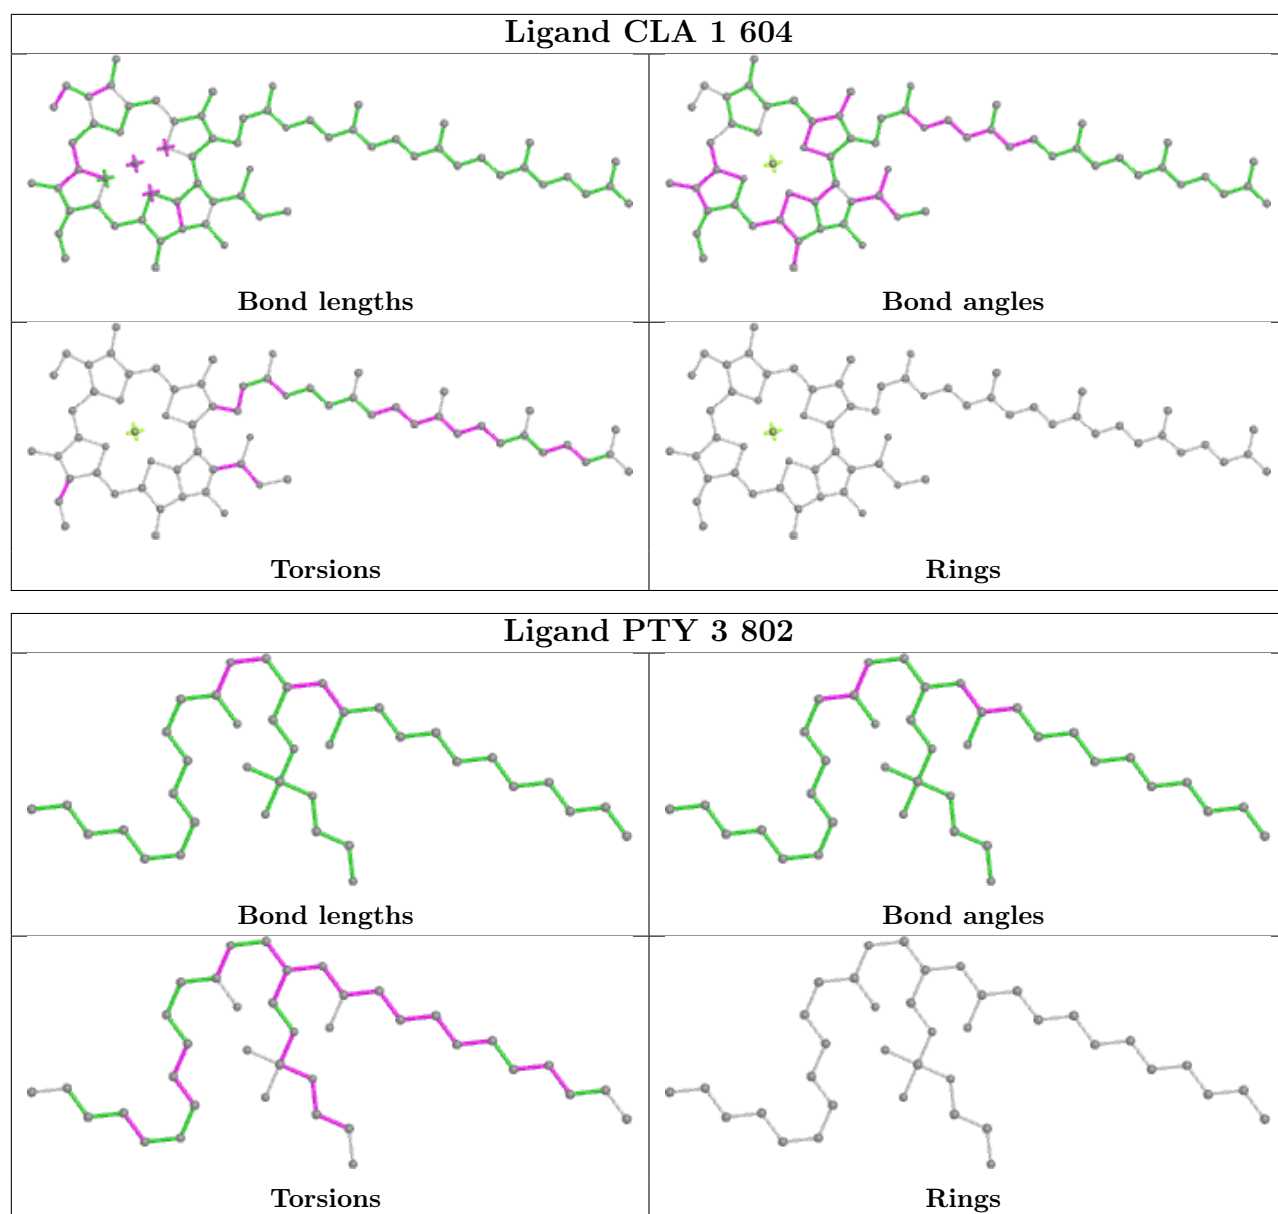 Ligand CLA 1 604
Bond lengths
Bond angles
Torsions
Rings
Ligand PTY 3 802
Bond lengths
Bond angles
Torsions
Rings